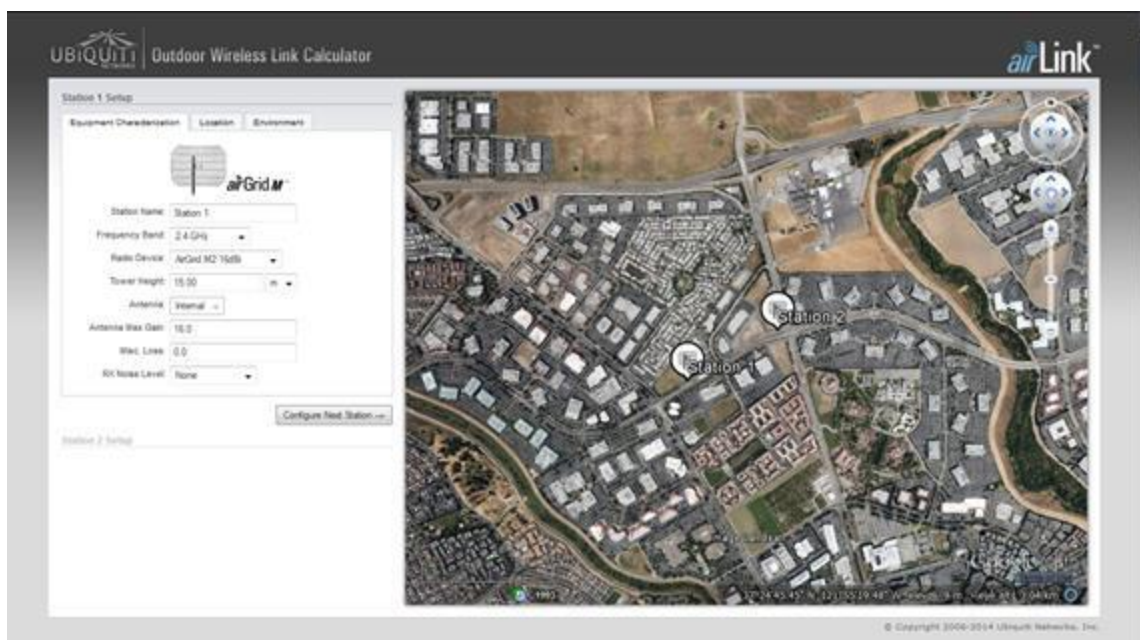 UBiQUiTi NETWORKS
Outdoor Wireless Link Calculator
airLink™
Station 1 Setup
Equipment Characterization Location Environment
airGrid M
Station Name: Station 1
Frequency Band: 2.4 GHz
Radio Device: AirGrid M2 16dBi
Tower Height: 15.00 m
Antenna: Internal
Antenna Max Gain: 16.0
Misc. Loss: 0.0
RX Noise Level: None
Configure Next Station
Station 2 Setup
Station 2
Station 1
1993
© Copyright 2006-2014 Ubiquiti Networks, Inc.